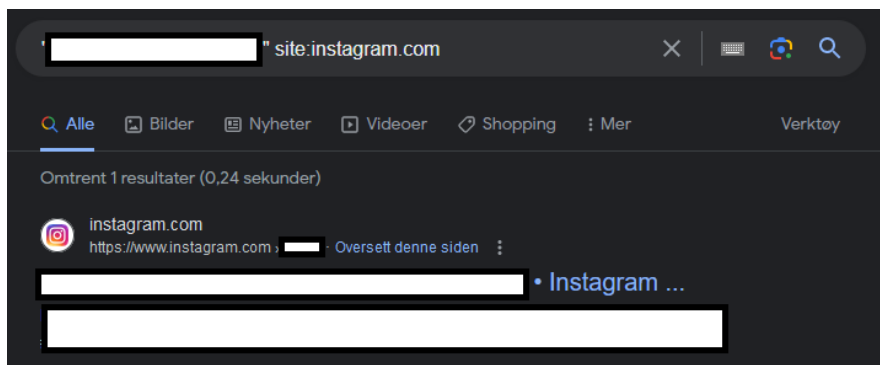 " " site:instagram.com
Alle Bilder Nyheter Videoer Shopping Mer Verktøy
Omtrent 1 resultater (0,24 sekunder)
instagram.com
https://www.instagram.com › · Oversett denne siden
• Instagram ...